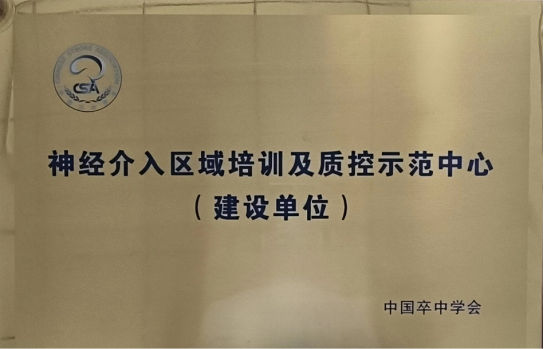 CSA
神经介入区域培训及质控示范中心
（建设单位）
中国卒中学会